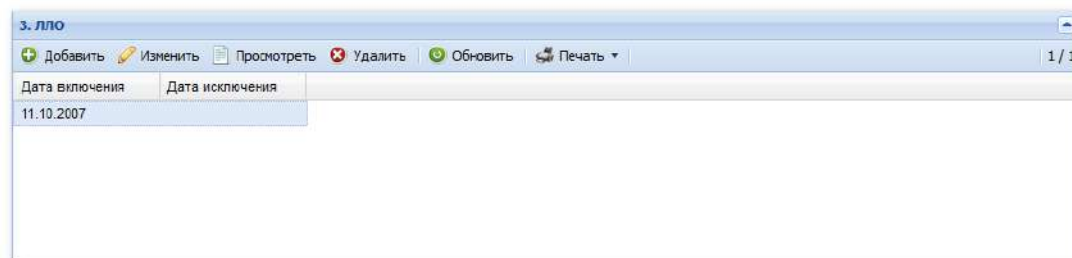 3. ЛЛО
Добавить Изменить Просмотреть Удалить Обновить Печать 1 / 1
Дата включения Дата исключения
11.10.2007